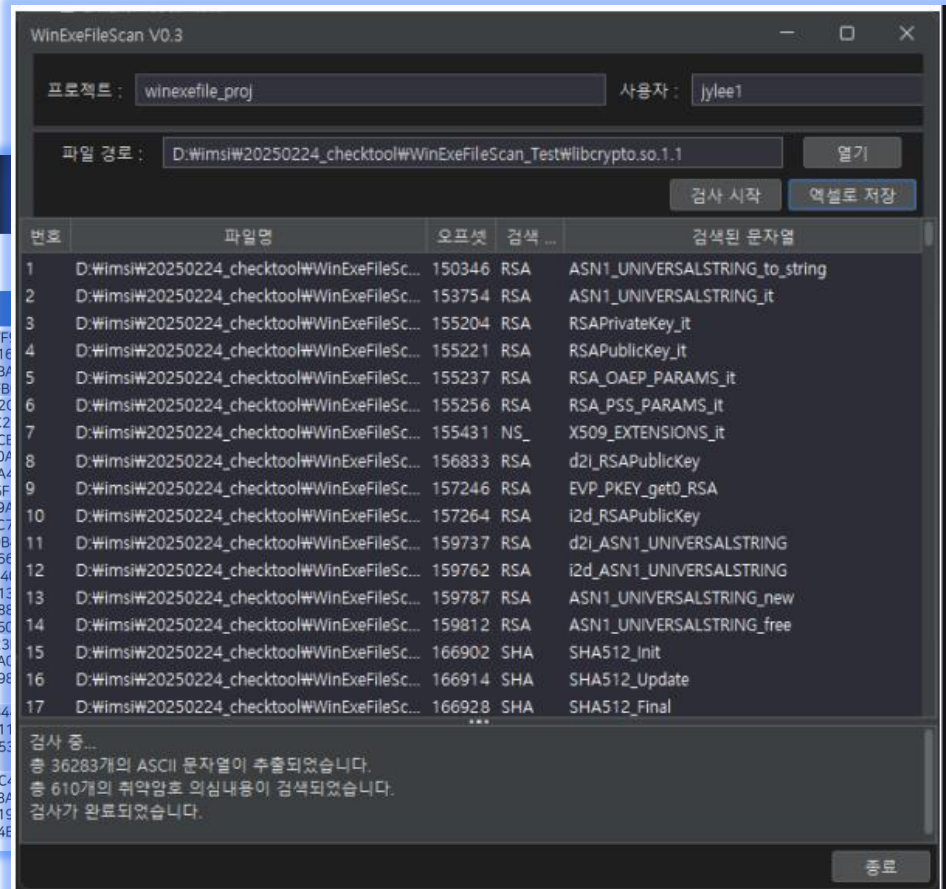 WinExeFileScan V0.3
프로젝트 : winexefile_proj 사용자 : jylee1
파일 경로 : D:₩imsi₩20250224_checktool₩WinExeFileScan_Test₩libcrypto.so.1.1 열기
검사 시작 엑셀로 저장
번호 파일명 오프셋 검색 ... 검색된 문자열
1 D:₩imsi₩20250224_checktool₩WinExeFileSc... 150346 RSA ASN1_UNIVERSALSTRING_to_string
2 D:₩imsi₩20250224_checktool₩WinExeFileSc... 153754 RSA ASN1_UNIVERSALSTRING_it
3 D:₩imsi₩20250224_checktool₩WinExeFileSc... 155204 RSA RSAPrivateKey_it
4 D:₩imsi₩20250224_checktool₩WinExeFileSc... 155221 RSA RSAPublicKey_it
5 D:₩imsi₩20250224_checktool₩WinExeFileSc... 155237 RSA RSA_OAEP_PARAMS_it
6 D:₩imsi₩20250224_checktool₩WinExeFileSc... 155256 RSA RSA_PSS_PARAMS_it
7 D:₩imsi₩20250224_checktool₩WinExeFileSc... 155431 NS_ X509_EXTENSIONS_it
8 D:₩imsi₩20250224_checktool₩WinExeFileSc... 156833 RSA d2i_RSAPublicKey
9 D:₩imsi₩20250224_checktool₩WinExeFileSc... 157246 RSA EVP_PKEY_get0_RSA
10 D:₩imsi₩20250224_checktool₩WinExeFileSc... 157264 RSA i2d_RSAPublicKey
11 D:₩imsi₩20250224_checktool₩WinExeFileSc... 159737 RSA d2i_ASN1_UNIVERSALSTRING
12 D:₩imsi₩20250224_checktool₩WinExeFileSc... 159762 RSA i2d_ASN1_UNIVERSALSTRING
13 D:₩imsi₩20250224_checktool₩WinExeFileSc... 159787 RSA ASN1_UNIVERSALSTRING_new
14 D:₩imsi₩20250224_checktool₩WinExeFileSc... 159812 RSA ASN1_UNIVERSALSTRING_free
15 D:₩imsi₩20250224_checktool₩WinExeFileSc... 166902 SHA SHA512_Init
16 D:₩imsi₩20250224_checktool₩WinExeFileSc... 166914 SHA SHA512_Update
17 D:₩imsi₩20250224_checktool₩WinExeFileSc... 166928 SHA SHA512_Final
검사 중...
총 36283개의 ASCII 문자열이 추출되었습니다.
총 610개의 취약암호 의심내용이 검색되었습니다.
검사가 완료되었습니다.
종료